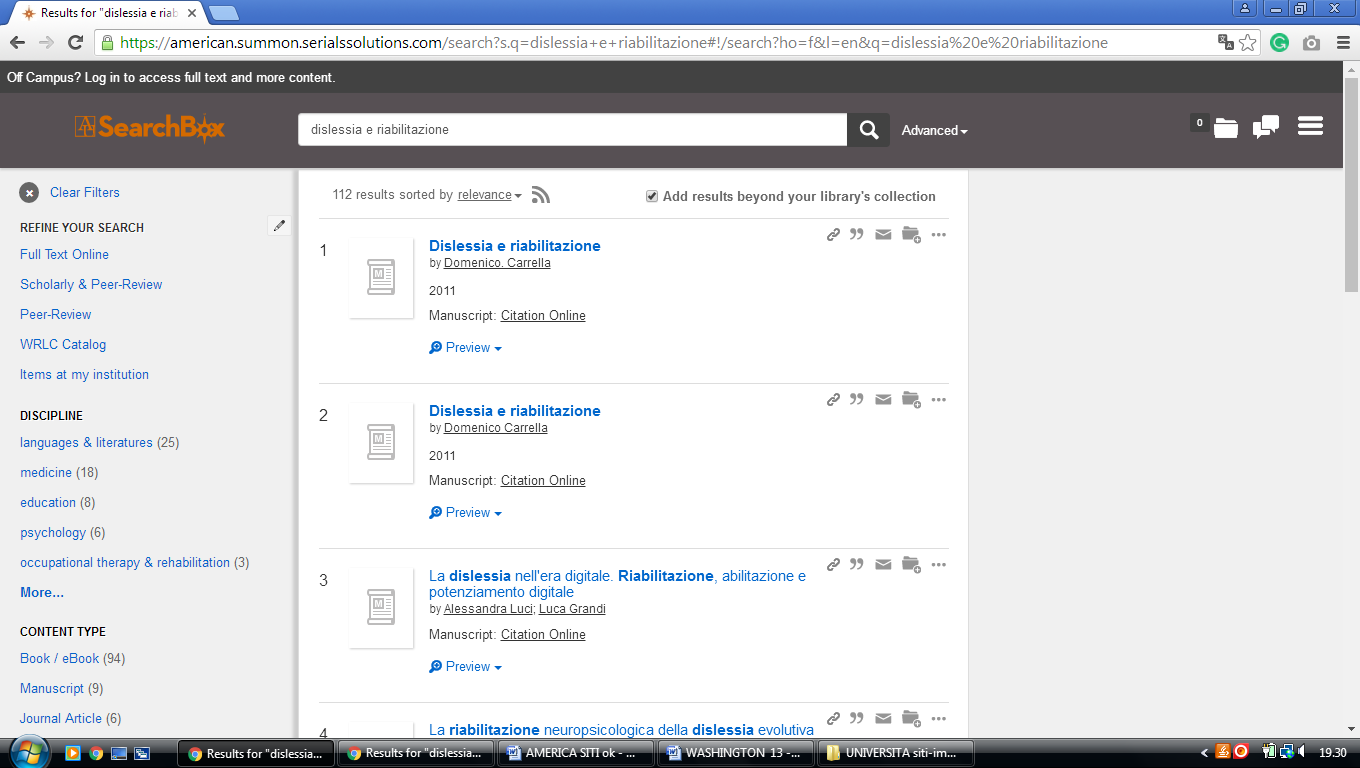 Results for "dislessia e riab
https://american.summon.serialssolutions.com/search?s.q=dislessia+e+riabilitazione#!/search?ho=f&l=en&q=dislessia%20e%20riabilitazione
Off Campus? Log in to access full text and more content.
SearchBox
dislessia e riabilitazione
Advanced
0
Clear Filters
REFINE YOUR SEARCH
Full Text Online
Scholarly & Peer-Review
Peer-Review
WRLC Catalog
Items at my institution
DISCIPLINE
languages & literatures (25)
medicine (18)
education (8)
psychology (6)
occupational therapy & rehabilitation (3)
More...
CONTENT TYPE
Book / eBook (94)
Manuscript (9)
Journal Article (6)
112 results sorted by relevance
Add results beyond your library's collection
1
Dislessia e riabilitazione
by Domenico. Carrella
2011
Manuscript: Citation Online
Preview
2
Dislessia e riabilitazione
by Domenico Carrella
2011
Manuscript: Citation Online
Preview
3
La dislessia nell'era digitale. Riabilitazione, abilitazione e
potenziamento digitale
by Alessandra Luci; Luca Grandi
Manuscript: Citation Online
Preview
4
La riabilitazione neuropsicologica della dislessia evolutiva
Results for "dislessia...
Results for "dislessia...
AMERICA SITI ok - ...
WASHINGTON 13 -...
UNIVERSITA siti-im...
19.30